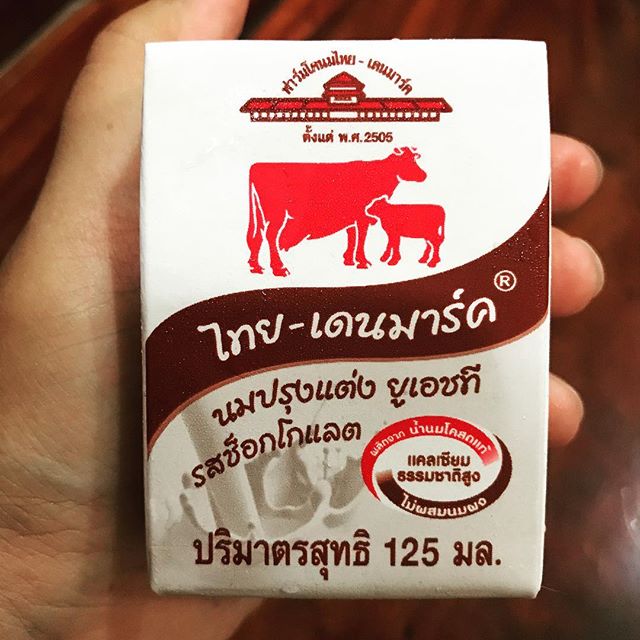 ฟาร์มโคนมไทย - เดนมาร์ค
ตั้งแต่ พ.ศ.2505
ไทย-เดนมาร์ค ®
นมปรุงแต่ง ยูเอชที
รสช็อกโกแลต
ผลิตจาก น้ำนมโคสดแท้
แคลเซียม
ธรรมชาติสูง
ไม่ผสมนมผง
ปริมาตรสุทธิ 125 มล.